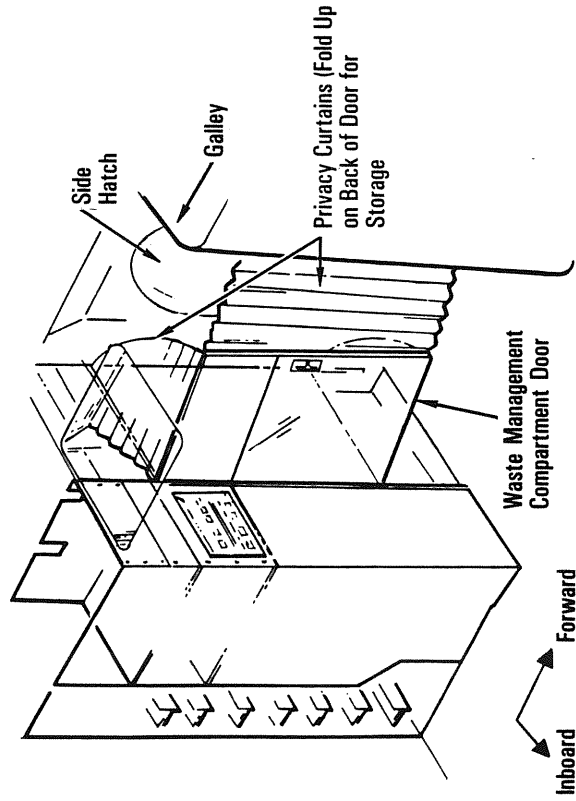 Side
Hatch
Galley
Privacy Curtains (Fold Up
on Back of Door for
Storage
Waste Management
Compartment Door
Inboard
Forward